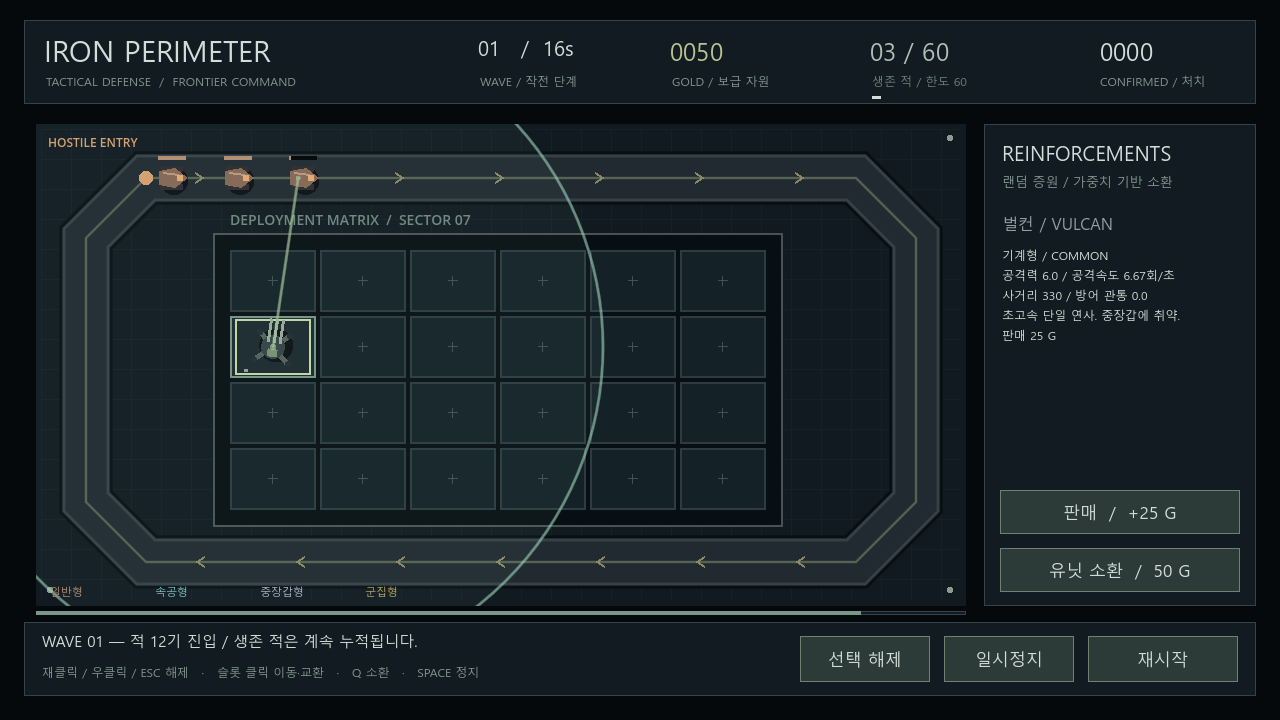 IRON PERIMETER
TACTICAL DEFENSE / FRONTIER COMMAND
01 / 16s
WAVE / 작전 단계
0050
GOLD / 보급 자원
03 / 60
생존 적 / 한도 60
0000
CONFIRMED / 처치
HOSTILE ENTRY
DEPLOYMENT MATRIX / SECTOR 07
일반형
속공형
중장갑형
군집형
REINFORCEMENTS
랜덤 증원 / 가중치 기반 소환
벌컨 / VULCAN
기계형 / COMMON
공격력 6.0 / 공격속도 6.67회/초
사거리 330 / 방어 관통 0.0
초고속 단일 연사. 중장갑에 취약.
판매 25 G
판매 / +25 G
유닛 소환 / 50 G
WAVE 01 — 적 12기 진입 / 생존 적은 계속 누적됩니다.
재클릭 / 우클릭 / ESC 해제 · 슬롯 클릭 이동·교환 · Q 소환 · SPACE 정지
선택 해제
일시정지
재시작